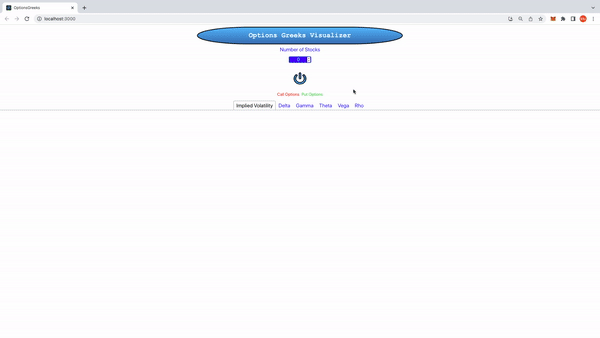 OptionsGreeks
localhost:3000
Options Greeks Visualizer
Number of Stocks
0
Call Options Put Options
Implied Volatility Delta Gamma Theta Vega Rho